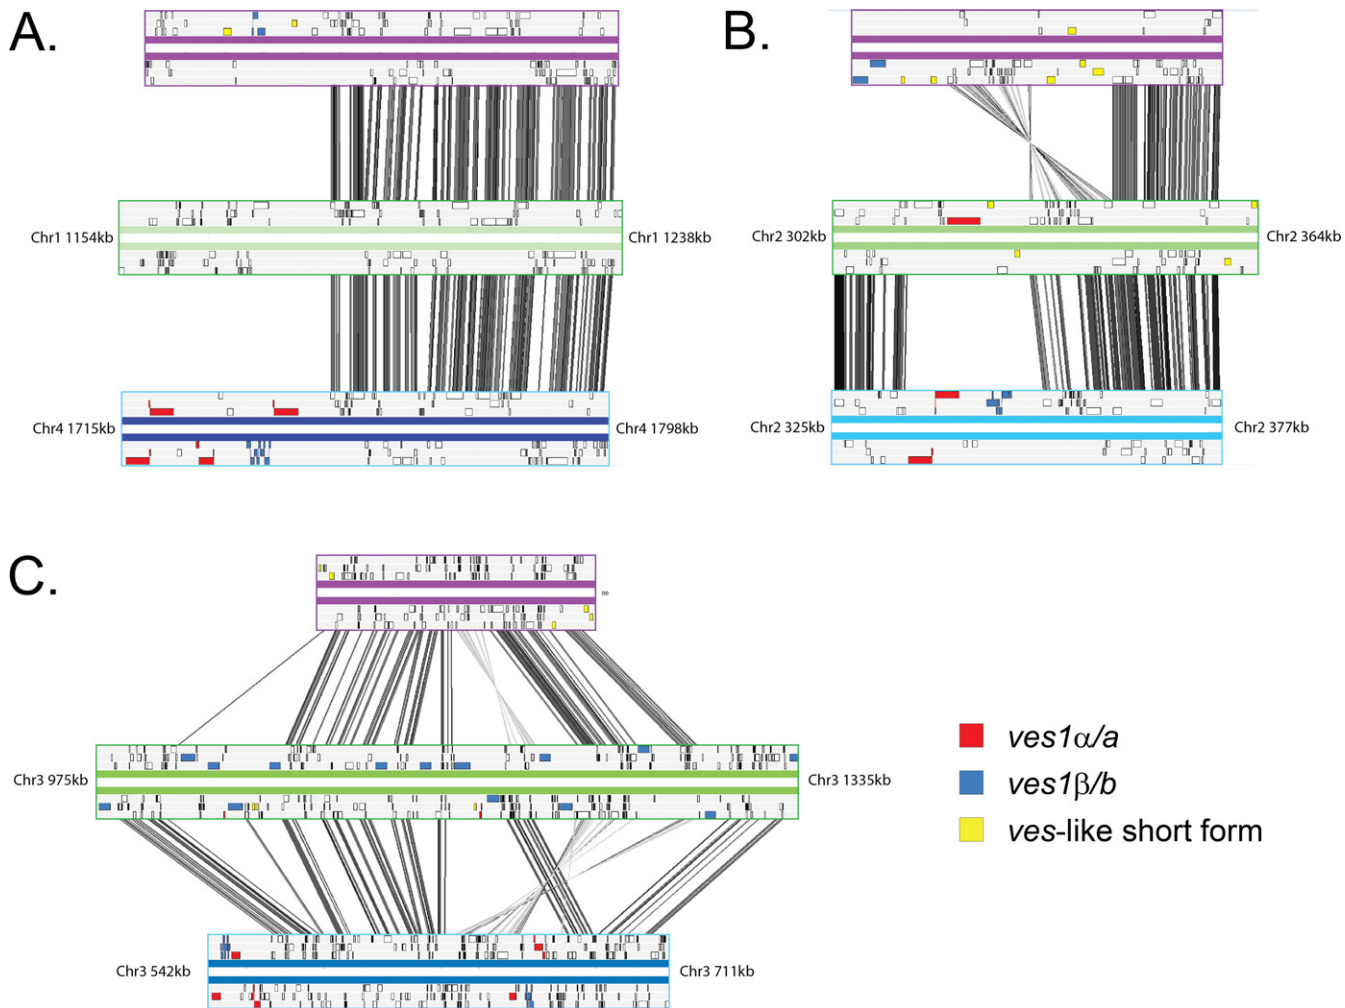 A.
B.
Chr1 1154kb
Chr1 1238kb
Chr2 302kb
Chr2 364kb
Chr4 1715kb
Chr4 1798kb
Chr2 325kb
Chr2 377kb
C.
Chr3 975kb
Chr3 1335kb
Chr3 542kb
Chr3 711kb
ves1α/a
ves1β/b
ves-like short form